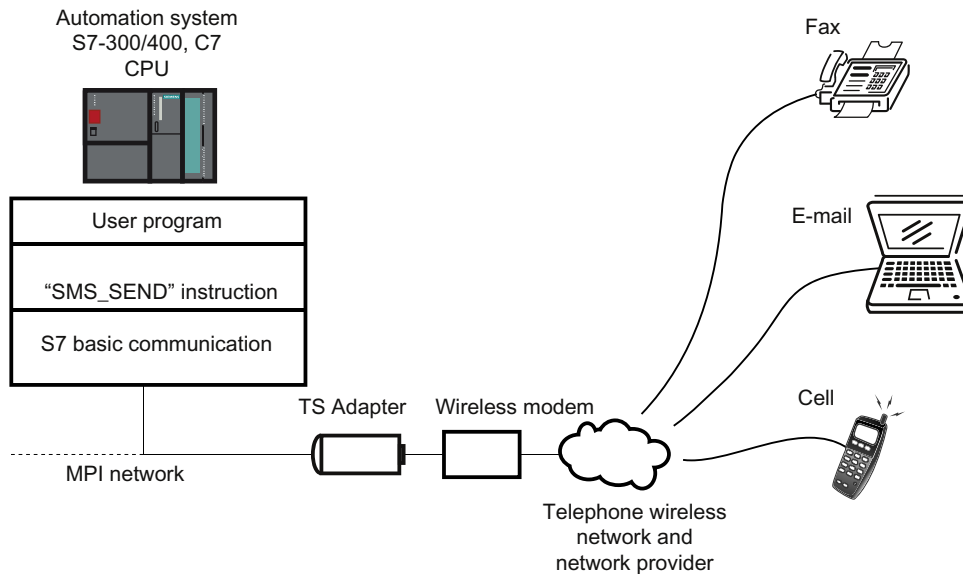 Automation system
S7-300/400, C7
CPU
SIEMENS
User program
“SMS_SEND” instruction
S7 basic communication
MPI network
TS Adapter
Wireless modem
Telephone wireless
network and
network provider
Fax
E-mail
Cell